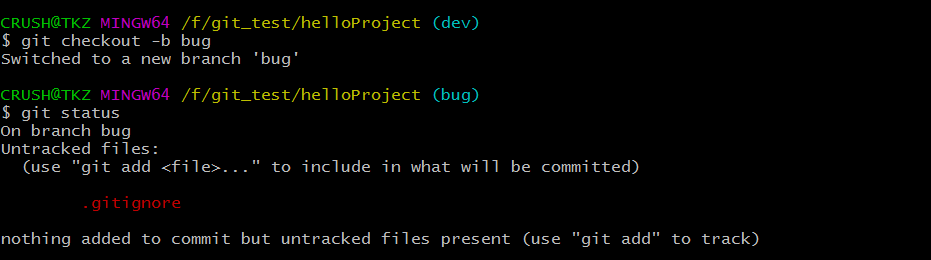 CRUSH@TKZ MINGW64 /f/git_test/helloProject (dev)
$ git checkout -b bug
Switched to a new branch 'bug'
CRUSH@TKZ MINGW64 /f/git_test/helloProject (bug)
$ git status
On branch bug
Untracked files:
  (use "git add <file>..." to include in what will be committed)
        .gitignore
nothing added to commit but untracked files present (use "git add" to track)